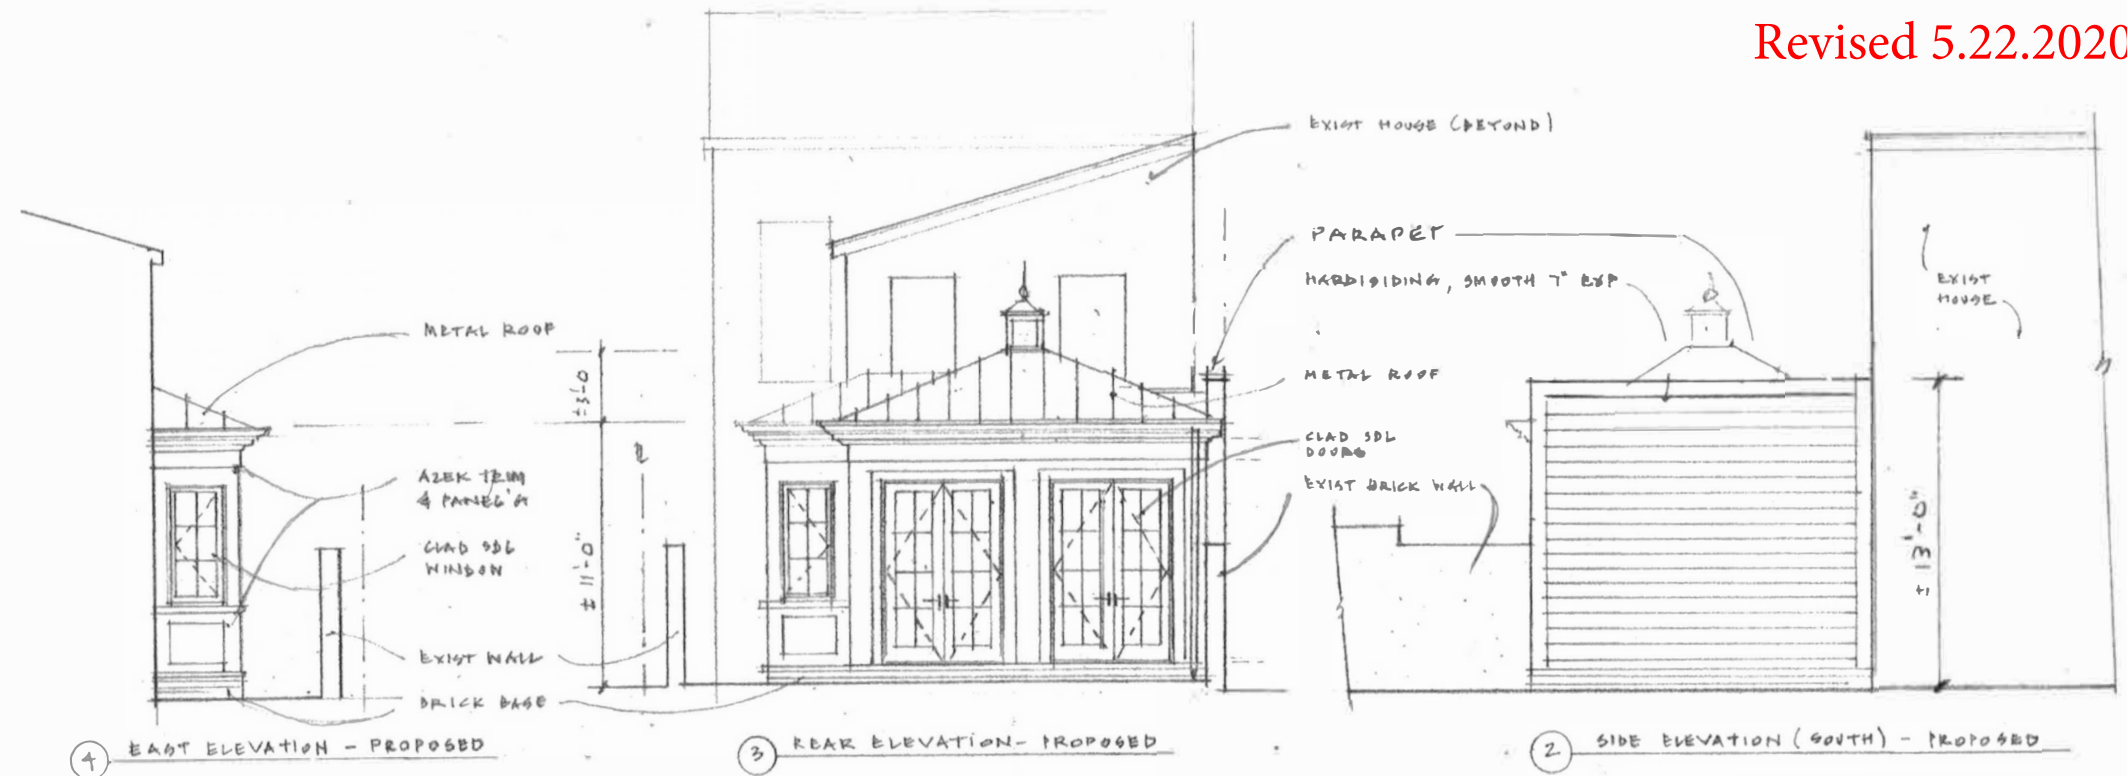 Revised 5.22.2020
EXIST HOUSE (BEYOND)
PARAPET
HARDISIDING, SMOOTH 7" EXP
EXIST
HOUSE
METAL ROOF
±3'-0
METAL ROOF
CLAD SDL
DOORS
AZEK TRIM
& PANEL'G
EXIST BRICK WALL
CLAD SDL
WINDOW
± 11'-0"
± 13'-0"
EXIST WALL
BRICK BASE
4 EAST ELEVATION - PROPOSED
3 REAR ELEVATION - PROPOSED
2 SIDE ELEVATION (SOUTH) - PROPOSED